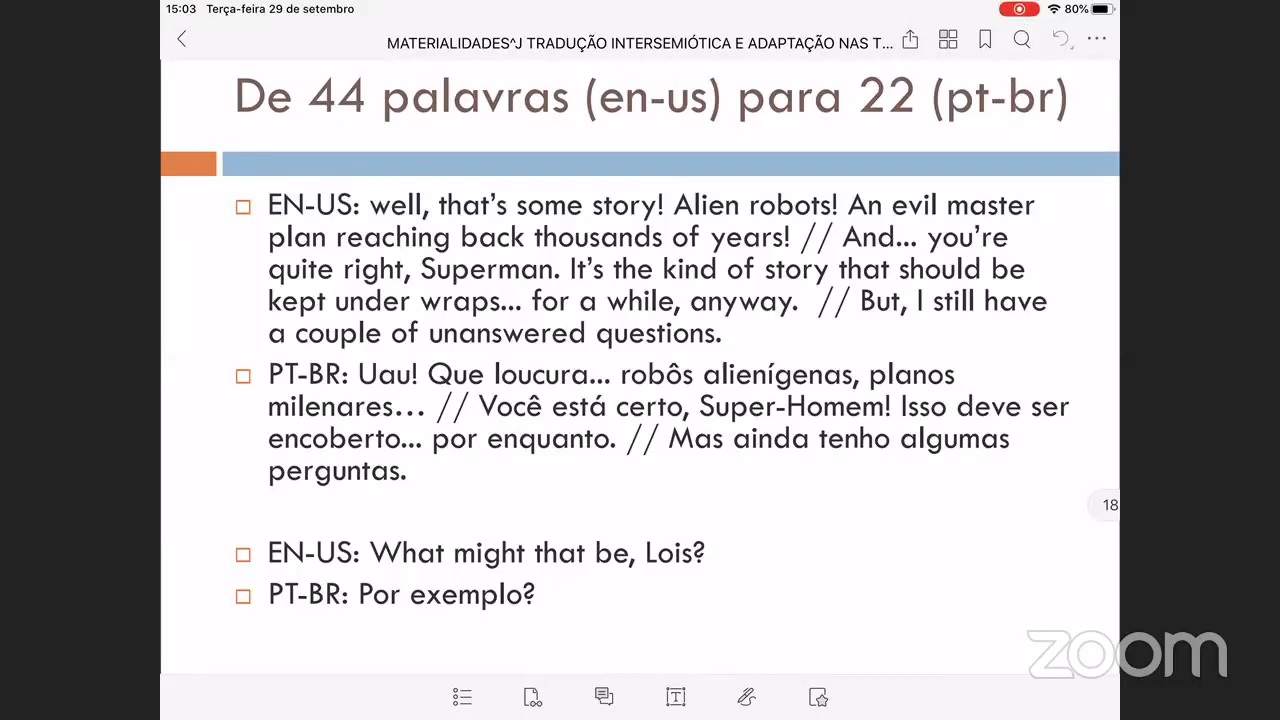 15:03 Terça-feira 29 de setembro
80%
MATERIALIDADES^J TRADUÇÃO INTERSEMIÓTICA E ADAPTAÇÃO NAS T...
De 44 palavras (en-us) para 22 (pt-br)
EN-US: well, that's some story! Alien robots! An evil master
plan reaching back thousands of years! // And... you're
quite right, Superman. It's the kind of story that should be
kept under wraps... for a while, anyway. // But, I still have
a couple of unanswered questions.
PT-BR: Uau! Que loucura... robôs alienígenas, planos
milenares... // Você está certo, Super-Homem! Isso deve ser
encoberto... por enquanto. // Mas ainda tenho algumas
perguntas.
18
EN-US: What might that be, Lois?
PT-BR: Por exemplo?
zoom